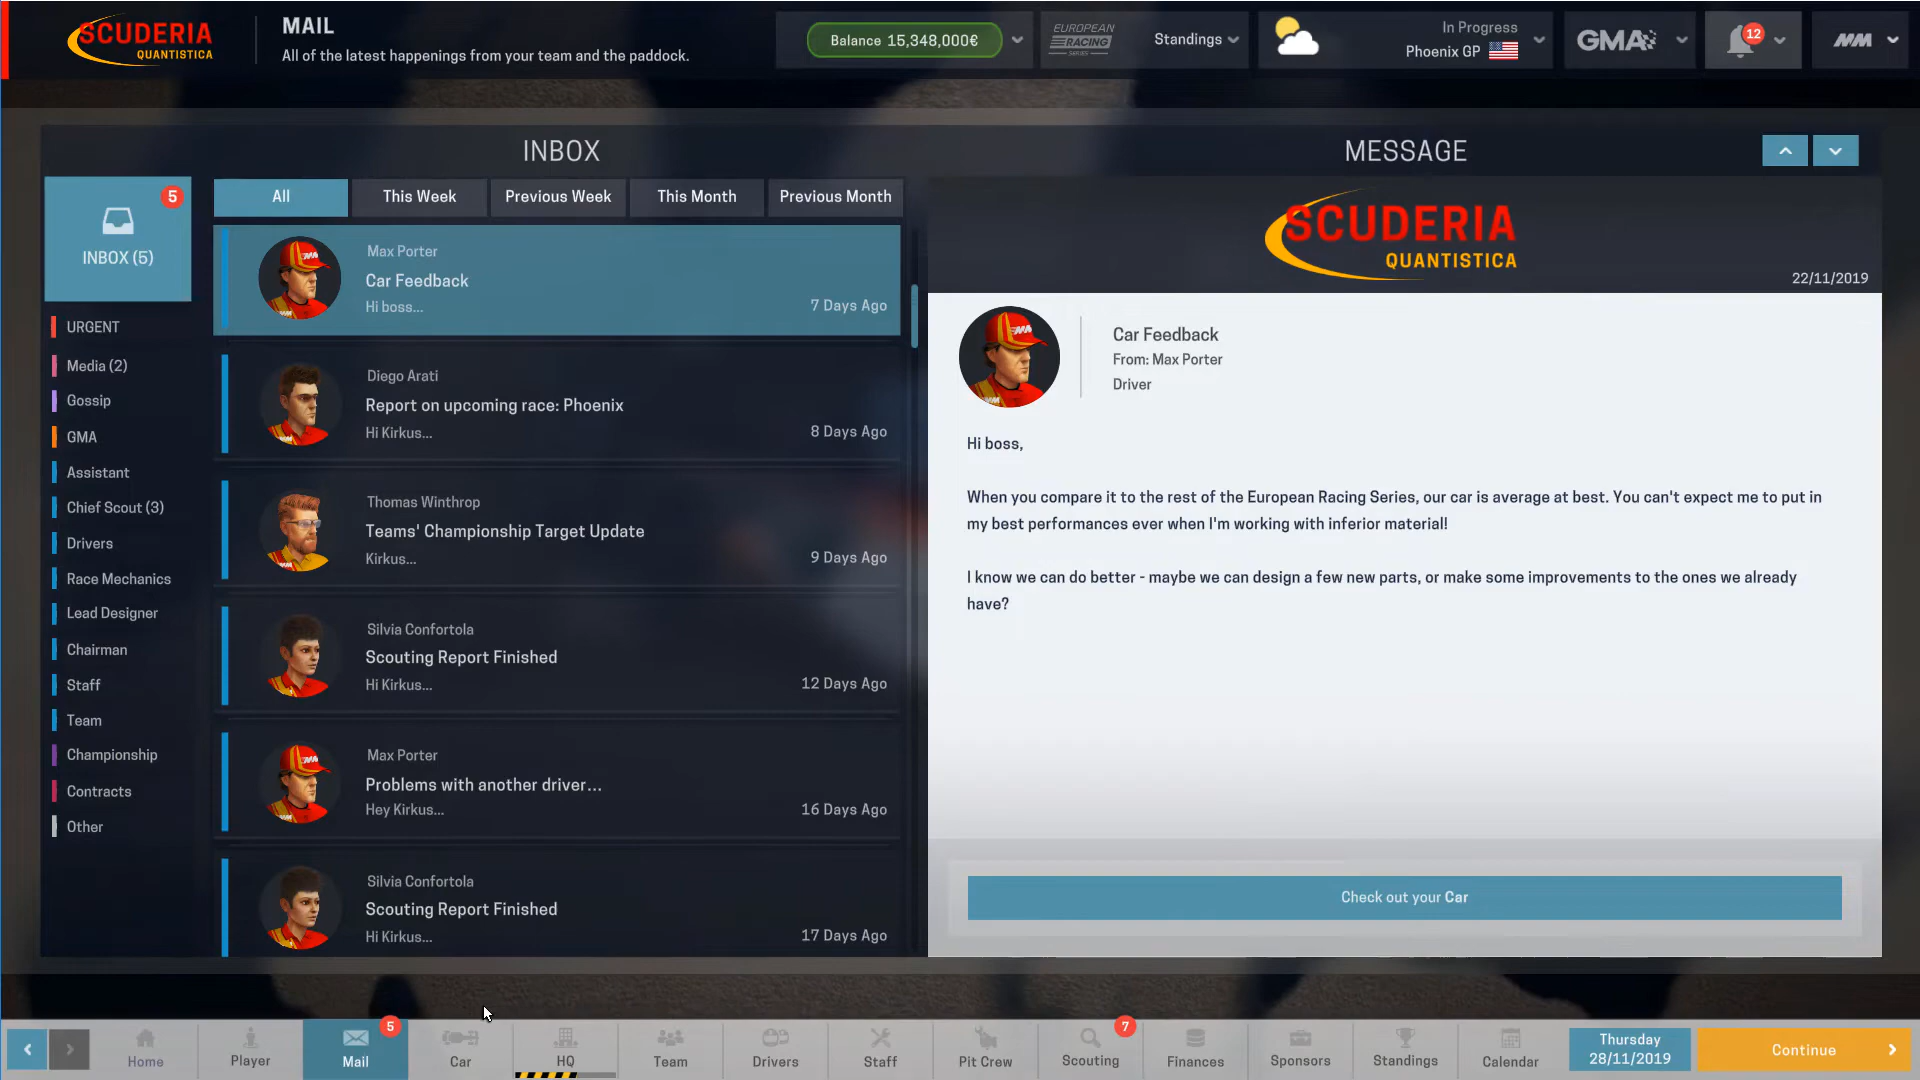 SCUDERIA
QUANTISTICA
MAIL
All of the latest happenings from your team and the paddock.
Balance 15,348,000€
EUROPEAN
RACING
SERIES
Standings
In Progress
Phoenix GP
GMA
12
INBOX
MESSAGE
5
INBOX (5)
All
This Week
Previous Week
This Month
Previous Month
URGENT
Media (2)
Gossip
GMA
Assistant
Chief Scout (3)
Drivers
Race Mechanics
Lead Designer
Chairman
Staff
Team
Championship
Contracts
Other
Max Porter
Car Feedback
Hi boss...
7 Days Ago
Diego Arati
Report on upcoming race: Phoenix
Hi Kirkus...
8 Days Ago
Thomas Winthrop
Teams' Championship Target Update
Kirkus...
9 Days Ago
Silvia Confortola
Scouting Report Finished
Hi Kirkus...
12 Days Ago
Max Porter
Problems with another driver...
Hey Kirkus...
16 Days Ago
Silvia Confortola
Scouting Report Finished
Hi Kirkus...
17 Days Ago
SCUDERIA
QUANTISTICA
22/11/2019
Car Feedback
From: Max Porter
Driver
Hi boss,
When you compare it to the rest of the European Racing Series, our car is average at best. You can't expect me to put in
my best performances ever when I'm working with inferior material!
I know we can do better - maybe we can design a few new parts, or make some improvements to the ones we already
have?
Check out your Car
Home
Player
5
Mail
Car
HQ
Team
Drivers
Staff
Pit Crew
7
Scouting
Finances
Sponsors
Standings
Calendar
Thursday
28/11/2019
Continue